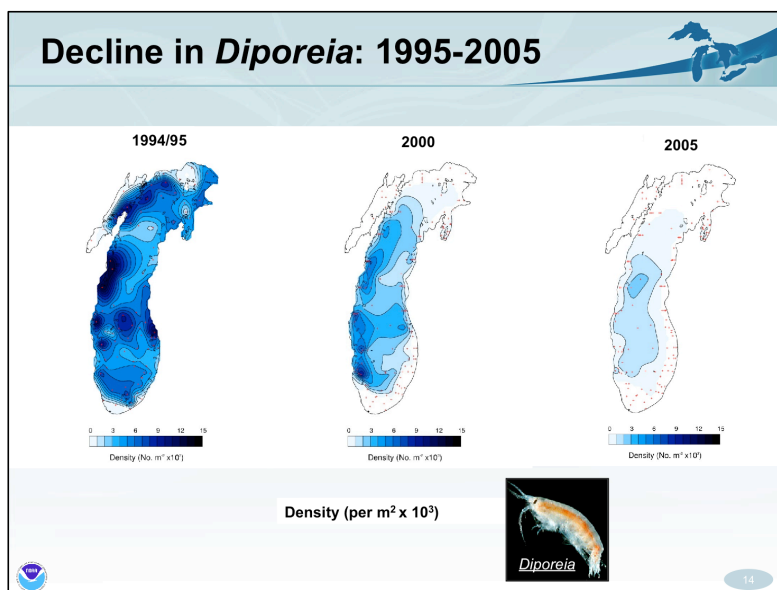 Decline in Diporeia: 1995-2005
1994/95
2000
2005
0 3 6 9 12 15
Density (No. m⁻² x10³)
0 3 6 9 12 15
Density (No. m⁻² x10³)
0 3 6 9 12 15
Density (No. m⁻² x10³)
Density (per m² x 10³)
Diporeia
noaa
14